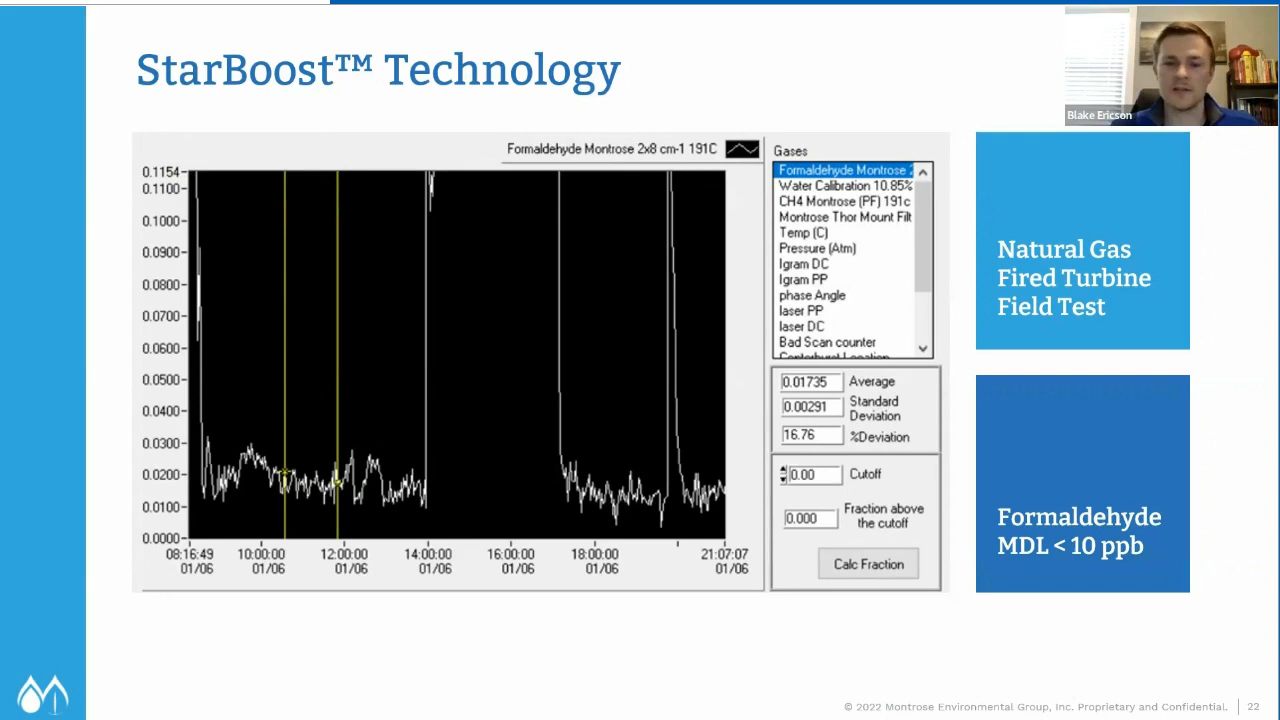 StarBoost™ Technology
Blake Ericson
Formaldehyde Montrose 2x8 cm-1 191C
0.1154
0.1100
0.1000
0.0900
0.0800
0.0700
0.0600
0.0500
0.0400
0.0300
0.0200
0.0100
0.0000
08:16:49 10:00:00 12:00:00 14:00:00 16:00:00 18:00:00 21:07:07
01/06 01/06 01/06 01/06 01/06 01/06 01/06
Gases
Formaldehyde Montrose 2
Water Calibration 10.85%
CH4 Montrose (PF) 191c
Montrose Thor Mount Filt
Temp (C)
Pressure (Atm)
Igram DC
Igram PP
phase Angle
laser PP
laser DC
Bad Scan counter
Centerburst Location
0.01735 Average
0.00291 Standard
Deviation
16.76 %Deviation
0.00 Cutoff
0.000 Fraction above
the cutoff
Calc Fraction
Natural Gas
Fired Turbine
Field Test
Formaldehyde
MDL < 10 ppb
© 2022 Montrose Environmental Group, Inc. Proprietary and Confidential. 22